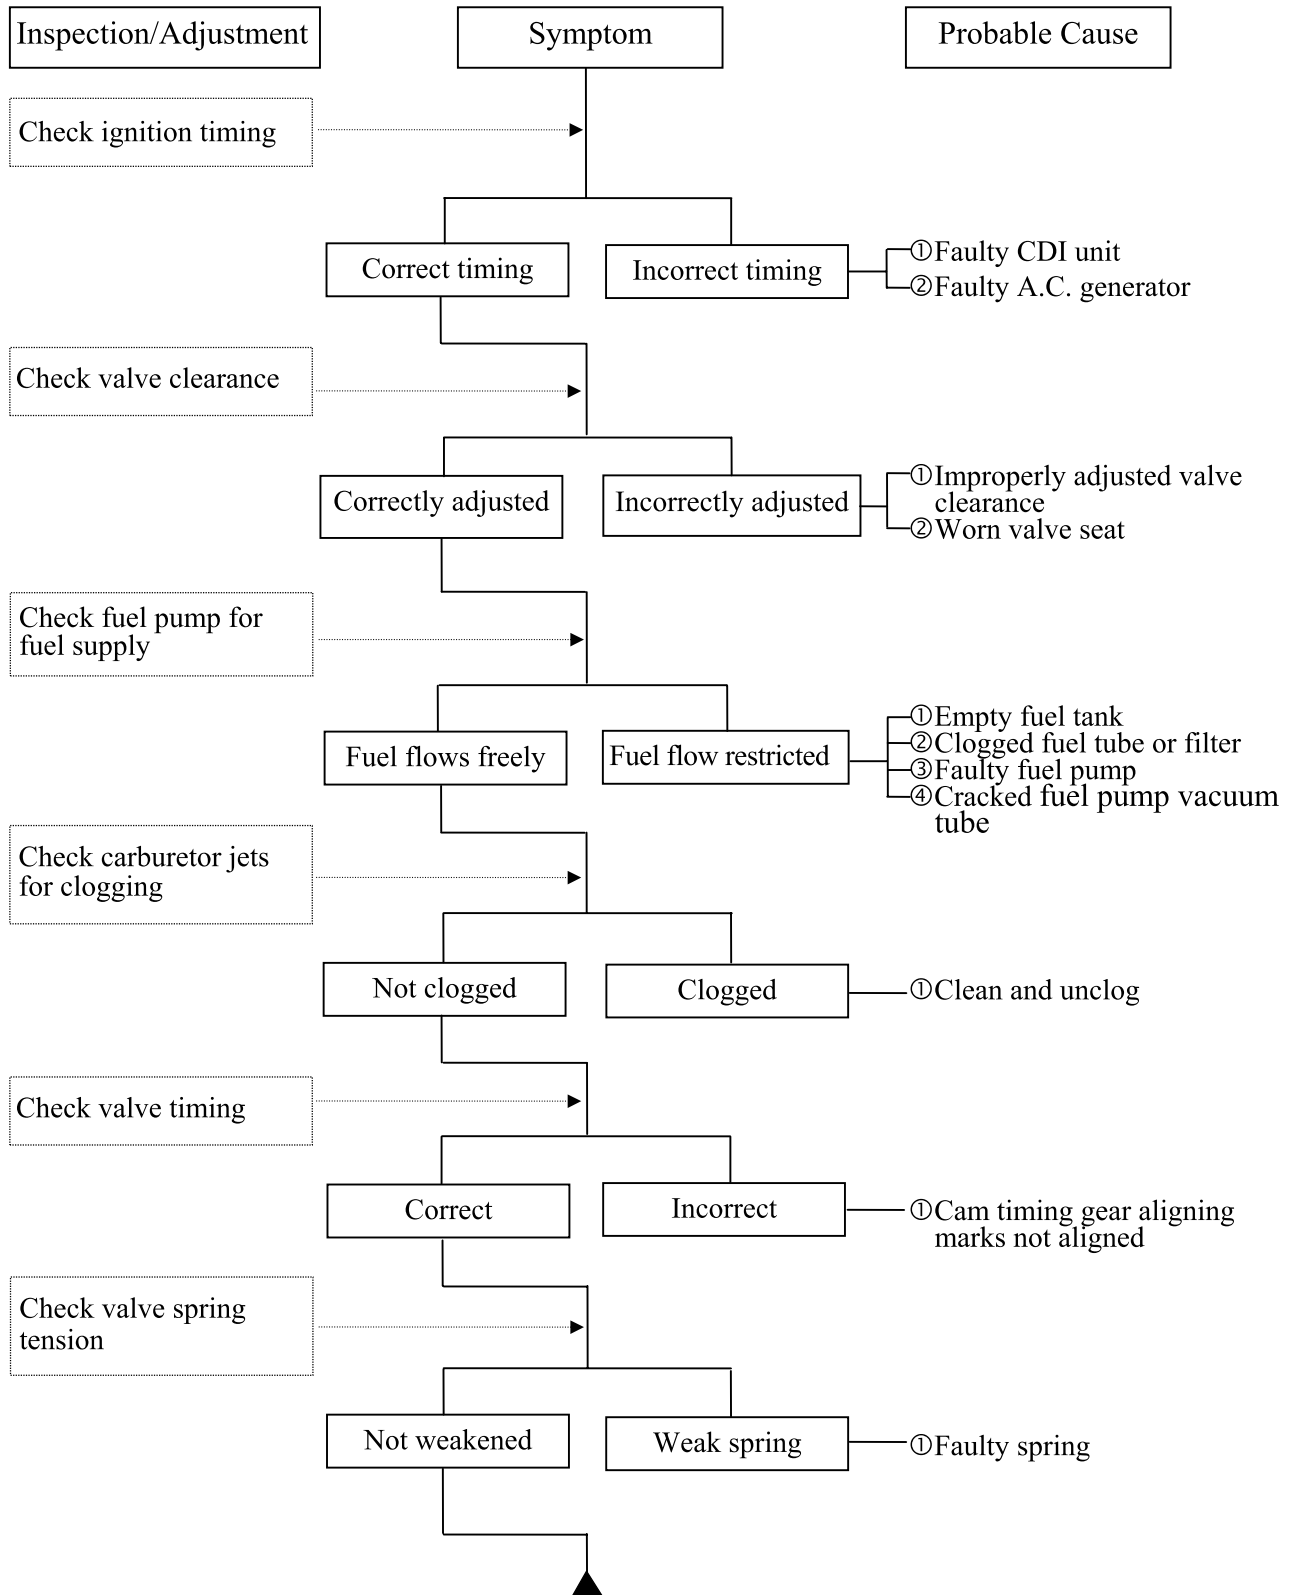 Inspection/Adjustment
Symptom
Probable Cause
Check ignition timing
Correct timing
Incorrect timing
①Faulty CDI unit
②Faulty A.C. generator
Check valve clearance
Correctly adjusted
Incorrectly adjusted
①Improperly adjusted valve
clearance
②Worn valve seat
Check fuel pump for
fuel supply
Fuel flows freely
Fuel flow restricted
①Empty fuel tank
②Clogged fuel tube or filter
③Faulty fuel pump
④Cracked fuel pump vacuum
tube
Check carburetor jets
for clogging
Not clogged
Clogged
①Clean and unclog
Check valve timing
Correct
Incorrect
①Cam timing gear aligning
marks not aligned
Check valve spring
tension
Not weakened
Weak spring
①Faulty spring